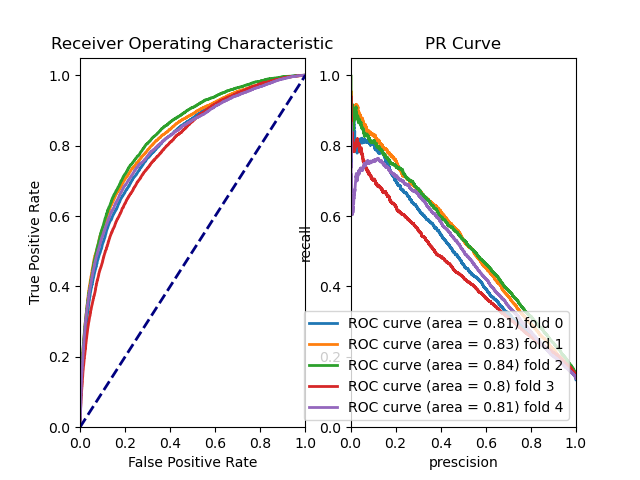 Receiver Operating Characteristic
True Positive Rate
1.0
0.8
0.6
0.4
0.2
0.0
0.0 0.2 0.4 0.6 0.8 1.0
False Positive Rate
PR Curve
recall
1.0
0.8
0.6
0.4
0.2
0.0
ROC curve (area = 0.81) fold 0
ROC curve (area = 0.83) fold 1
ROC curve (area = 0.84) fold 2
ROC curve (area = 0.8) fold 3
ROC curve (area = 0.81) fold 4
0.0 0.2 0.4 0.6 0.8 1.0
prescision